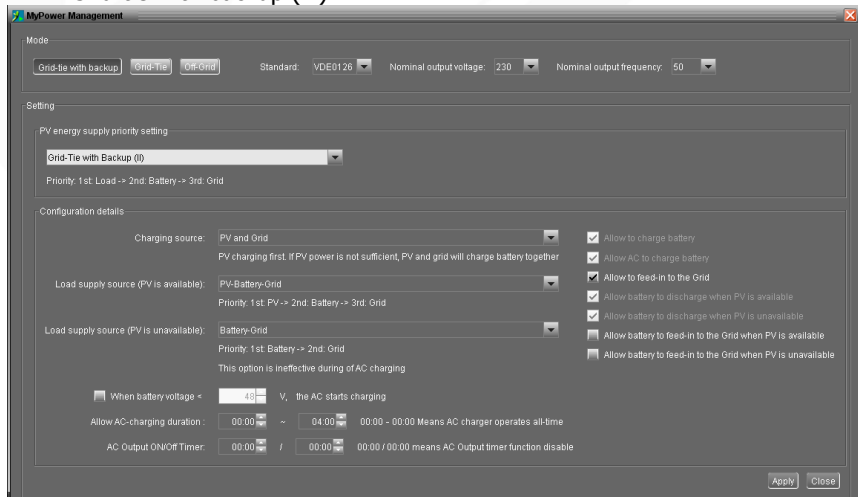 MyPower Management
Mode
Grid-tie with backup Grid-Tie Off-Grid Standard: VDE0126 Nominal output voltage: 230 Nominal output frequency: 50
Setting
PV energy supply priority setting
Grid-Tie with Backup (II)
Priority: 1st: Load -> 2nd: Battery -> 3rd: Grid
Configuration details
Charging source: PV and Grid
PV charging first. If PV power is not sufficient, PV and grid will charge battery together
Load supply source (PV is available): PV-Battery-Grid
Priority: 1st: PV -> 2nd: Battery -> 3rd: Grid
Load supply source (PV is unavailable): Battery-Grid
Priority: 1st: Battery -> 2nd: Grid
This option is ineffective during of AC charging
Allow to charge battery
Allow AC to charge battery
Allow to feed-in to the Grid
Allow battery to discharge when PV is available
Allow battery to discharge when PV is unavailable
Allow battery to feed-in to the Grid when PV is available
Allow battery to feed-in to the Grid when PV is unavailable
When battery voltage < 48 V, the AC starts charging
Allow AC-charging duration : 00:00 ~ 04:00 00:00 - 00:00 Means AC charger operates all-time
AC Output ON/Off Timer: 00:00 / 00:00 00:00 / 00:00 means AC Output timer function disable
Apply Close